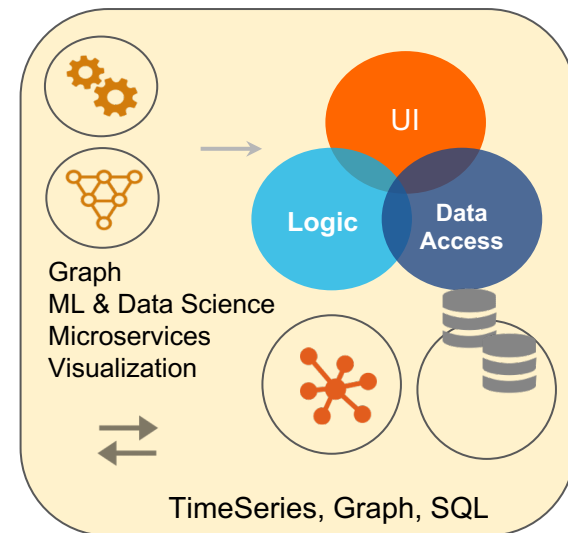 UI
Logic
Data
Access
Graph
ML & Data Science
Microservices
Visualization
TimeSeries, Graph, SQL